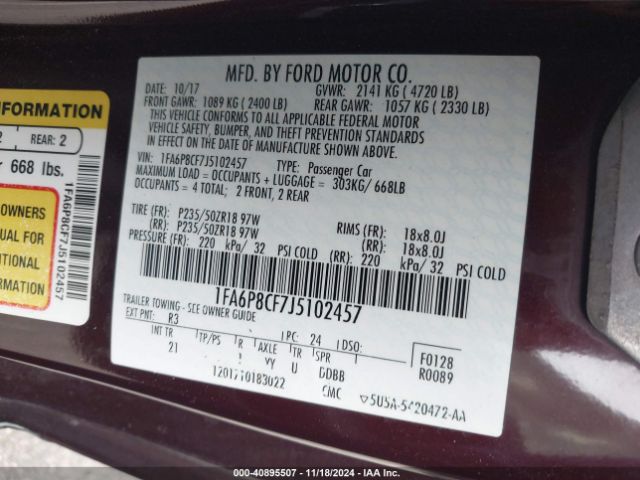 MFD. BY FORD MOTOR CO.
DATE: 10/17
GVWR: 2141 KG ( 4720 LB)
FRONT GAWR: 1089 KG ( 2400 LB)
REAR GAWR: 1057 KG ( 2330 LB)
THIS VEHICLE CONFORMS TO ALL APPLICABLE FEDERAL MOTOR
VEHICLE SAFETY, BUMPER, AND THEFT PREVENTION STANDARDS
IN EFFECT ON THE DATE OF MANUFACTURE SHOWN ABOVE.
VIN: 1FA6P8CF7J5102457
TYPE: Passenger Car
MAXIMUM LOAD = OCCUPANTS + LUGGAGE = 303KG/ 668LB
OCCUPANTS = 4 TOTAL; 2 FRONT, 2 REAR
TIRE (FR): P235/50ZR18 97W
RIMS (FR): 18x8.0J
(RR): P235/50ZR18 97W
(RR): 18x8.0J
PRESSURE (FR): 220 kPa/ 32 PSI COLD
(RR): 220 kPa/ 32 PSI COLD
1FA6P8CF7J5102457
TRAILER TOWING - SEE OWNER GUIDE
EXT PNT: R3
PC: 24
DSO:
F0128
R0089
INT TR
TP/PS
R
AXLE
TR
SPR
21
YY
U
DDBB
5U5A-5420472-AA
INFORMATION
2
REAR: 2
668 lbs.
OWNERS
UAL FOR
ITIONAL
MATION
1FA6P8CF7J5102457
000-40895507 | 11/18/2024 | IAA Inc.